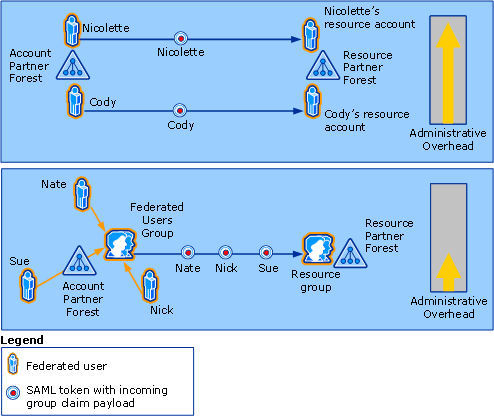 Nicolette
Nicolette
Nicolette's
resource account
Account
Partner
Forest
Resource
Partner
Forest
Cody
Cody
Cody's resource
account
Administrative
Overhead
Nate
Federated
Users
Group
Sue
Account
Partner
Forest
Nick
Nate
Nick
Sue
Resource
group
Resource
Partner
Forest
Administrative
Overhead
Legend
Federated user
SAML token with incoming
group claim payload